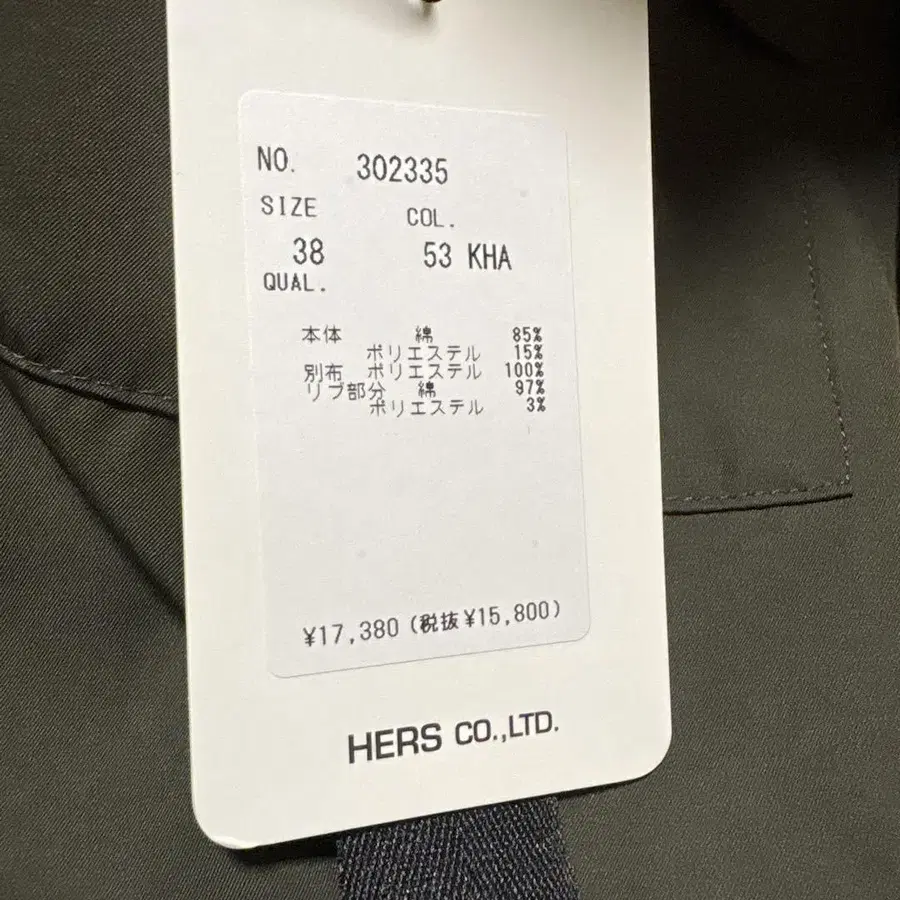 NO. 302335
SIZE COL.
38 53 KHA
QUAL.
本体 綿 85%
ポリエステル 15%
別布 ポリエステル 100%
リブ部分 綿 97%
ポリエステル 3%
¥17,380(税抜¥15,800)
HERS CO.,LTD.